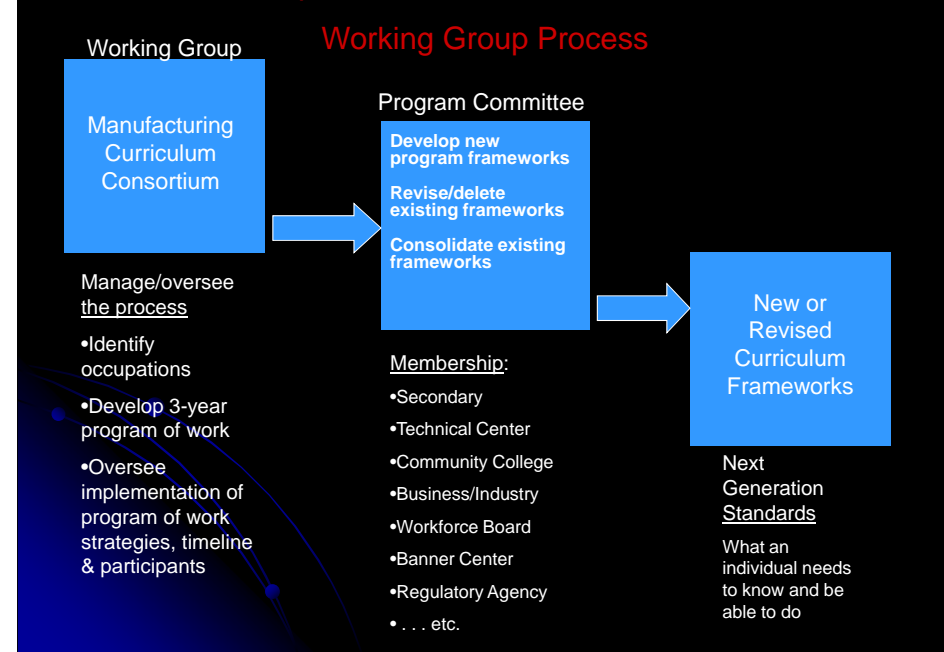 Working Group Process
Working Group
Manufacturing
Curriculum
Consortium
Manage/oversee
the process
•Identify
occupations
•Develop 3-year
program of work
•Oversee
implementation of
program of work
strategies, timeline
& participants
Program Committee
Develop new
program frameworks
Revise/delete
existing frameworks
Consolidate existing
frameworks
Membership:
•Secondary
•Technical Center
•Community College
•Business/Industry
•Workforce Board
•Banner Center
•Regulatory Agency
• . . . etc.
New or
Revised
Curriculum
Frameworks
Next
Generation
Standards
What an
individual needs
to know and be
able to do